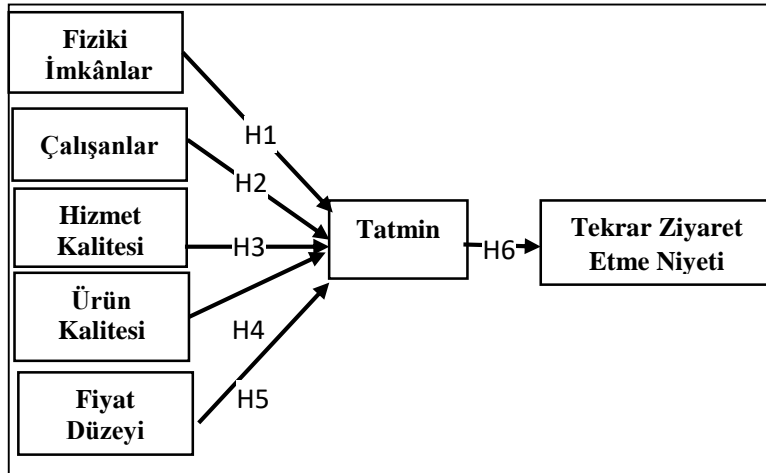 Fiziki
İmkânlar
H1
Çalışanlar
H2
Hizmet
Kalitesi
H3
Tatmin
H6
Tekrar Ziyaret
Etme Niyeti
Ürün
Kalitesi
H4
Fiyat
Düzeyi
H5